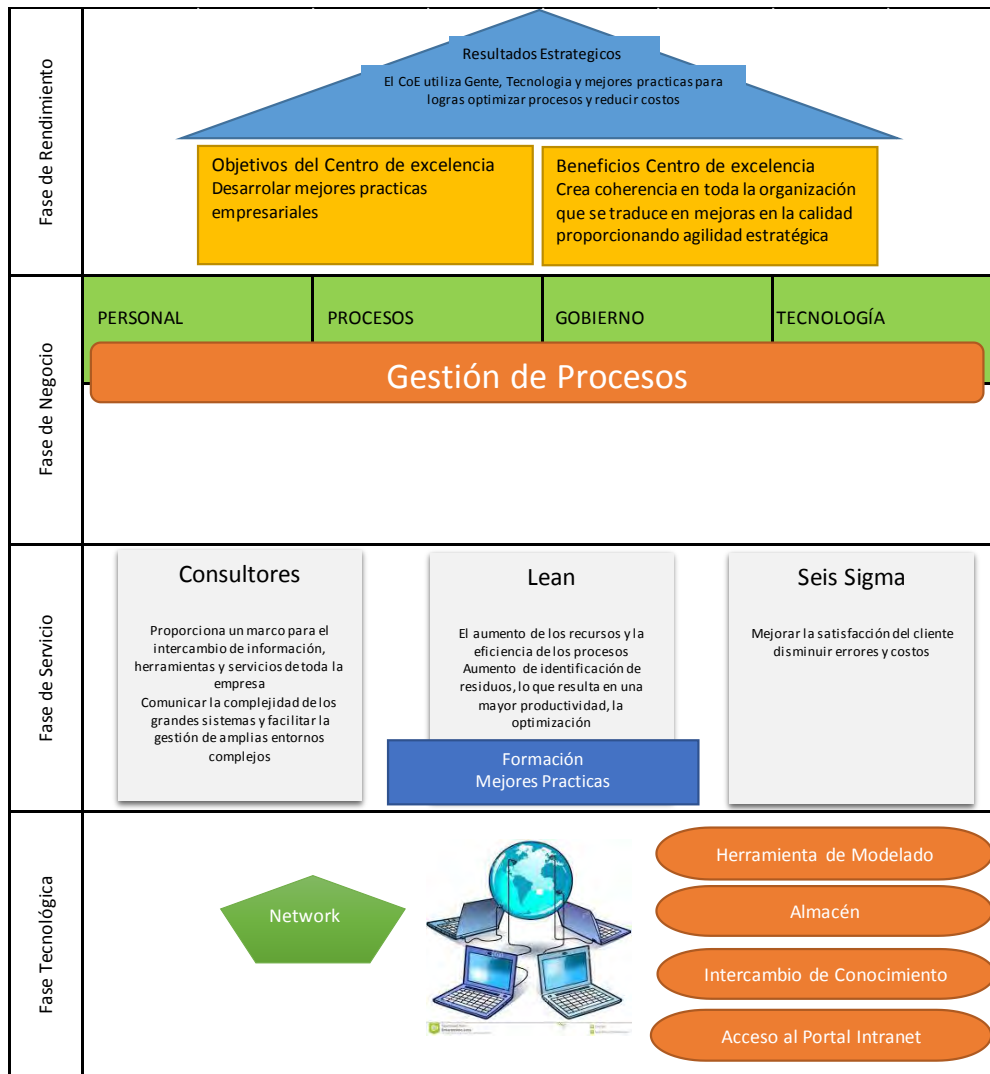 Fase de Rendimiento
Resultados Estrategicos
El CoE utiliza Gente, Tecnologia y mejores practicas para
logras optimizar procesos y reducir costos
Objetivos del Centro de excelencia
Desarrolar mejores practicas
empresariales
Beneficios Centro de excelencia
Crea coherencia en toda la organización
que se traduce en mejoras en la calidad
proporcionando agilidad estratégica
Fase de Negocio
PERSONAL
PROCESOS
GOBIERNO
TECNOLOGÍA
Gestión de Procesos
Fase de Servicio
Consultores
Proporciona un marco para el
intercambio de información,
herramientas y servicios de toda la
empresa
Comunicar la complejidad de los
grandes sistemas y facilitar la
gestión de amplias entornos
complejos
Lean
El aumento de los recursos y la
eficiencia de los procesos
Aumento de identificación de
residuos, lo que resulta en una
mayor productividad, la
optimización
Formación
Mejores Practicas
Seis Sigma
Mejorar la satisfacción del cliente
disminuir errores y costos
Fase Tecnológica
Network
Herramienta de Modelado
Almacén
Intercambio de Conocimiento
Acceso al Portal Intranet